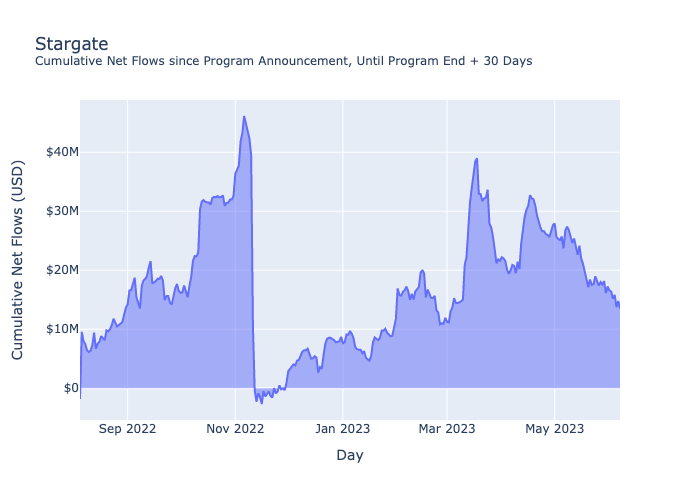 Stargate
Cumulative Net Flows since Program Announcement, Until Program End + 30 Days
Cumulative Net Flows (USD)
$40M
$30M
$20M
$10M
$0
Sep 2022
Nov 2022
Jan 2023
Mar 2023
May 2023
Day